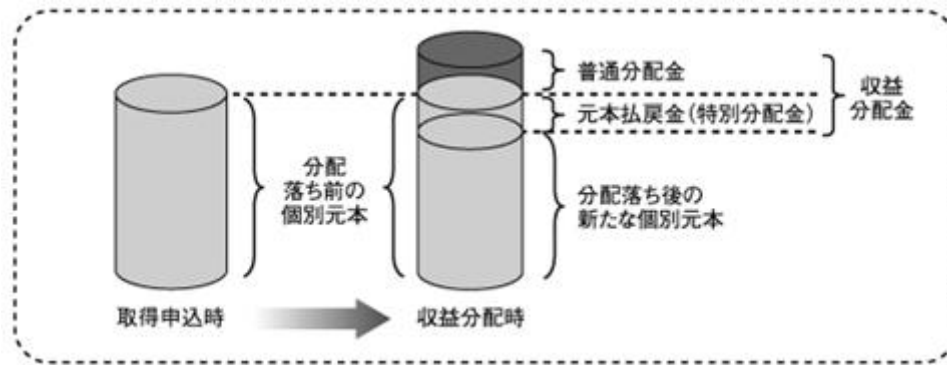 普通分配金
元本払戻金(特別分配金)
収益
分配金
分配
落ち前の
個別元本
分配落ち後の
新たな個別元本
取得申込時
収益分配時